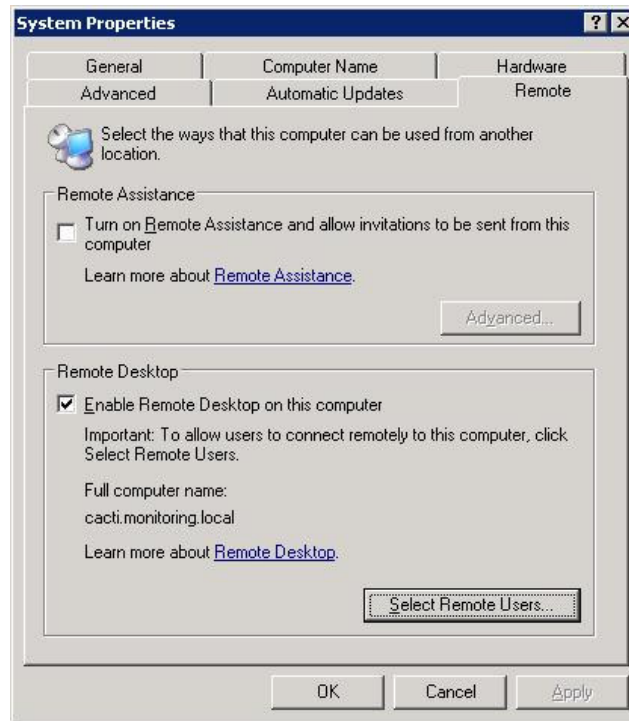 System Properties
General
Computer Name
Hardware
Advanced
Automatic Updates
Remote
Select the ways that this computer can be used from another
location.
Remote Assistance
Turn on Remote Assistance and allow invitations to be sent from this
computer
Learn more about Remote Assistance.
Advanced...
Remote Desktop
Enable Remote Desktop on this computer
Important: To allow users to connect remotely to this computer, click
Select Remote Users.
Full computer name:
cacti.monitoring.local
Learn more about Remote Desktop.
Select Remote Users...
OK
Cancel
Apply